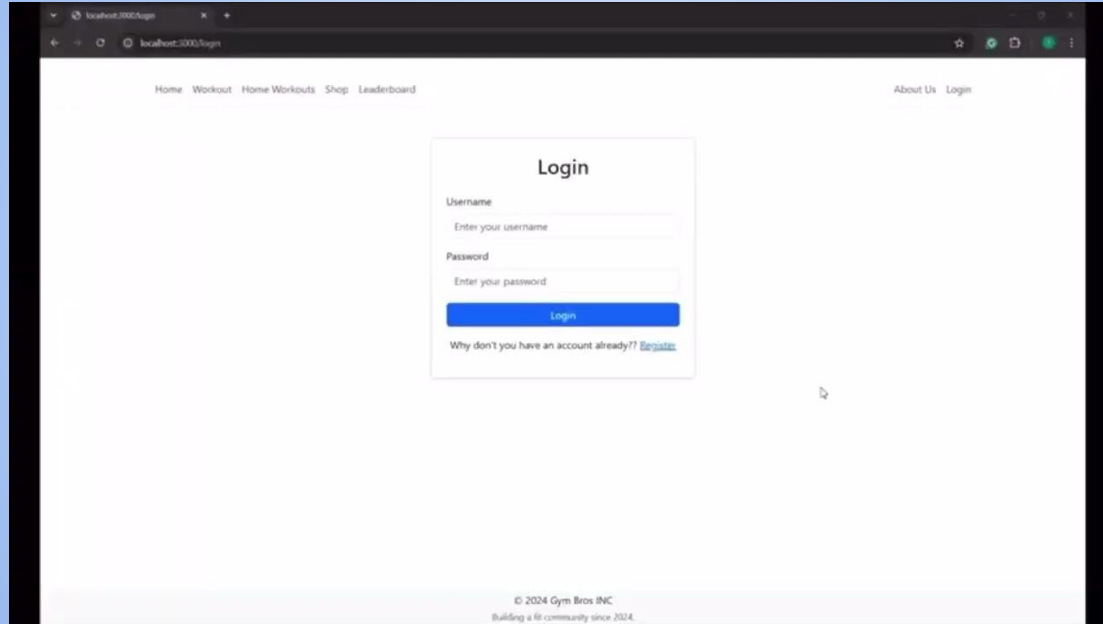 localhost:3000/login
localhost:3000/login
Home Workout Home Workouts Shop Leaderboard About Us Login
Login
Username
Enter your username
Password
Enter your password
Login
Why don't you have an account already?? Register
© 2024 Gym Bros INC
Building a fit community since 2024.